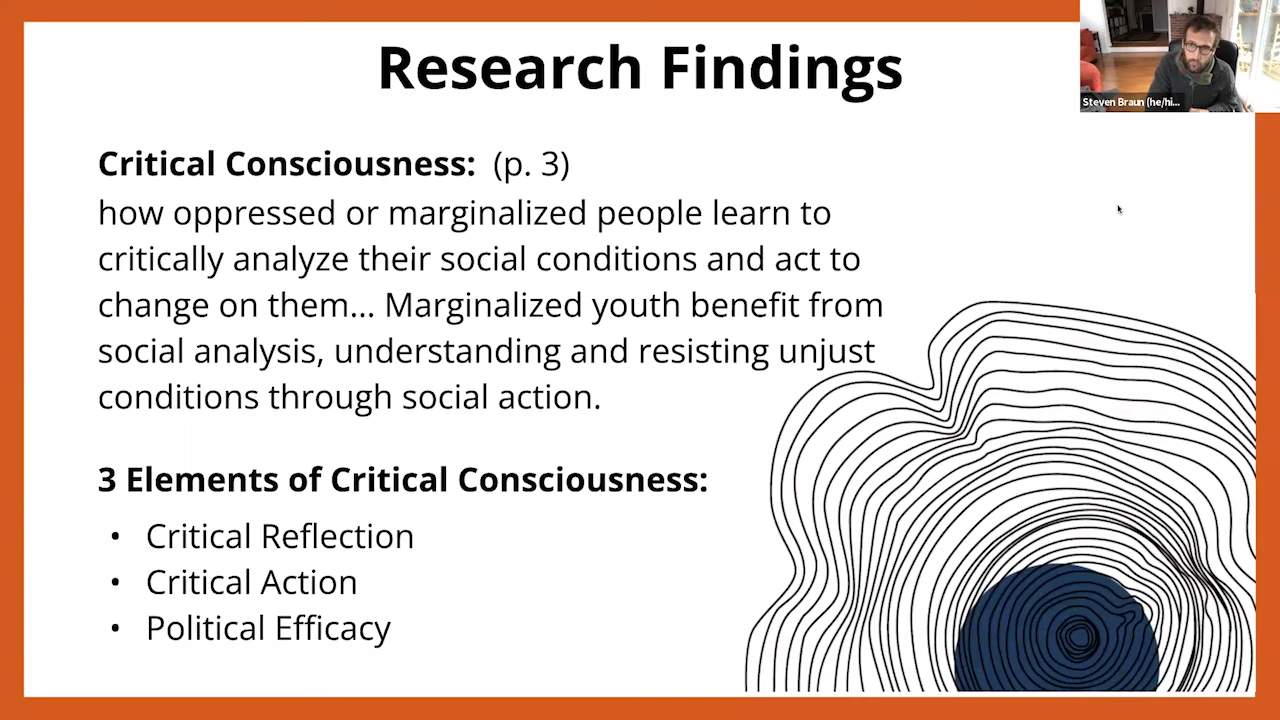 Research Findings
Steven Braun (he/hi...
Critical Consciousness: (p. 3)
how oppressed or marginalized people learn to
critically analyze their social conditions and act to
change on them... Marginalized youth benefit from
social analysis, understanding and resisting unjust
conditions through social action.
3 Elements of Critical Consciousness:
• Critical Reflection
• Critical Action
• Political Efficacy